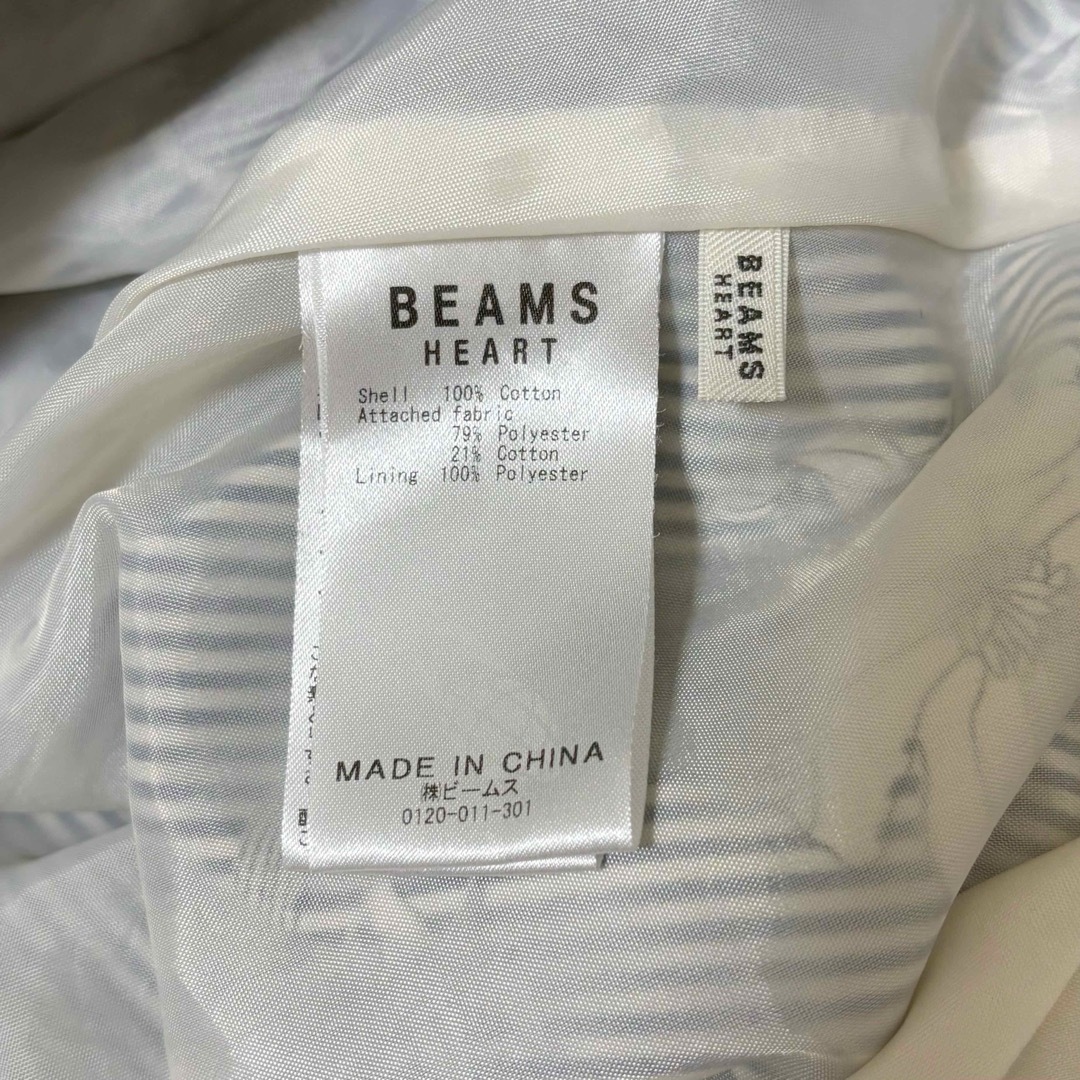 BEAMS
HEART
Shell 100% Cotton
Attached fabric
79% Polyester
21% Cotton
Lining 100% Polyester
MADE IN CHINA
㈱ビームス
0120-011-301
BEAMS
HEART